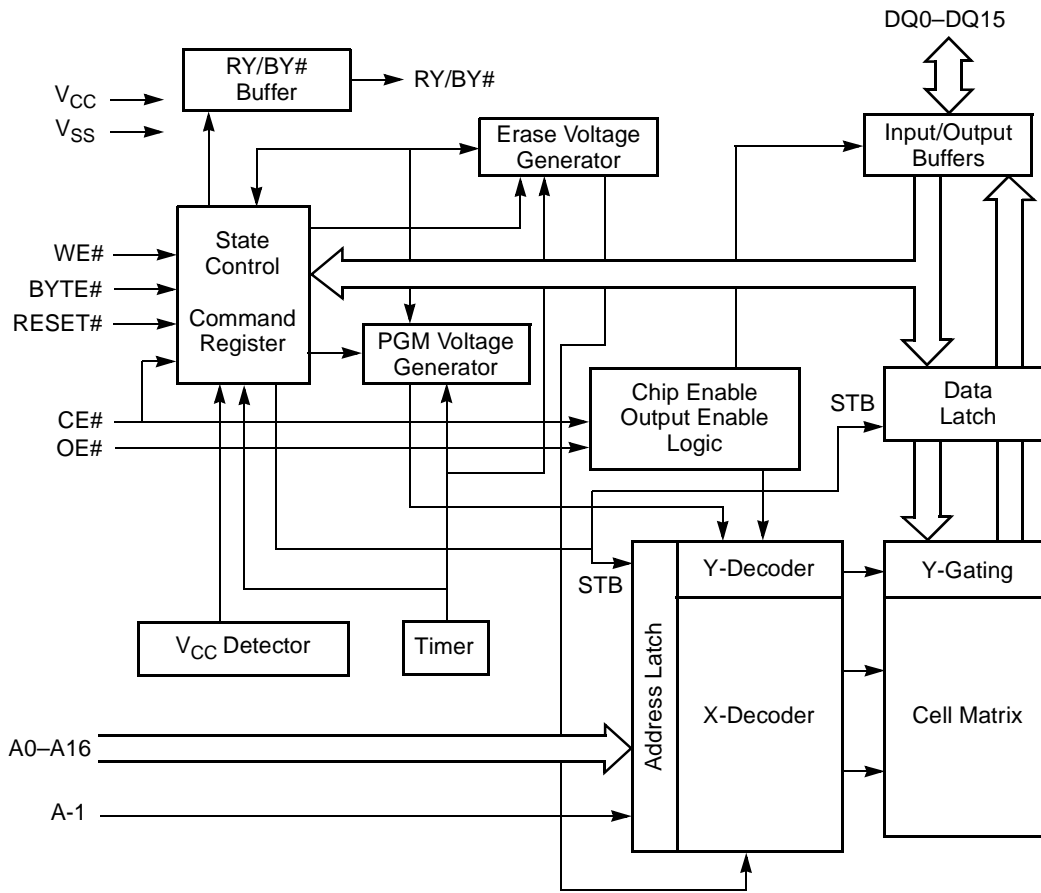 DQ0–DQ15
RY/BY#
Buffer
RY/BY#
VCC
VSS
Erase Voltage
Generator
Input/Output
Buffers
State
Control
Command
Register
WE#
BYTE#
RESET#
PGM Voltage
Generator
Chip Enable
Output Enable
Logic
STB
Data
Latch
CE#
OE#
STB
Y-Decoder
Y-Gating
VCC Detector
Timer
Address Latch
X-Decoder
Cell Matrix
A0–A16
A-1